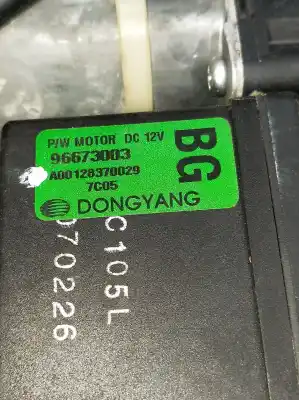 P/W MOTOR DC 12V
96673003
A00128370029
7C05
DONGYANG
BG
C105L
070226